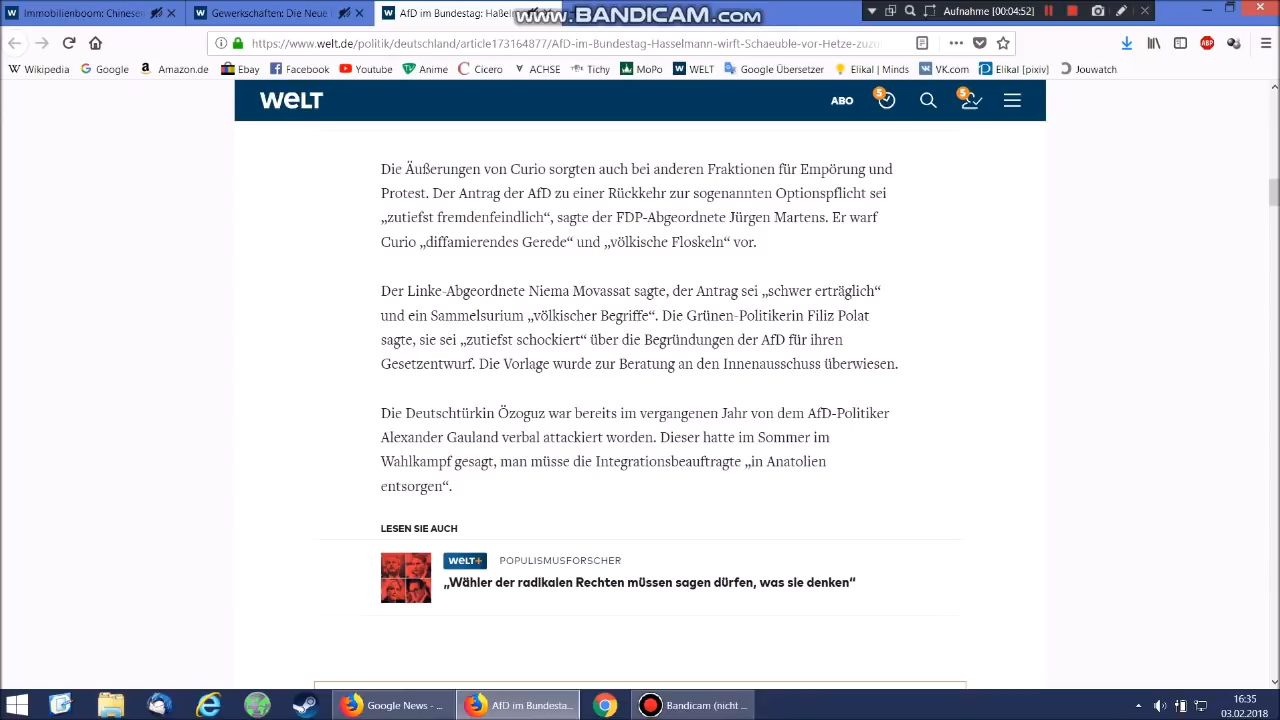 Immobilienboom: Chinesen
Gewerkschaften: Die Neue
AfD im Bundestag: Haßel
www.BANDICAM.com
Aufnahme [00:04:52]
https://www.welt.de/politik/deutschland/article173164877/AfD-im-Bundestag-Hasselmann-wirft-Schaeuble-vor-Hetze-zuzu
ABP
Wikipedia
Google
Amazon.de
Ebay
Facebook
Youtube
Anime
Cicero
ACHSE
Tichy
MoPo
WELT
Google Übersetzer
Elikal | Minds
VK.com
Elikal [pixiv]
Jouwatch
WELT
ABO
5
5
Die Äußerungen von Curio sorgten auch bei anderen Fraktionen für Empörung und
Protest. Der Antrag der AfD zu einer Rückkehr zur sogenannten Optionspflicht sei
„zutiefst fremdenfeindlich“, sagte der FDP-Abgeordnete Jürgen Martens. Er warf
Curio „diffamierendes Gerede“ und „völkische Floskeln“ vor.
Der Linke-Abgeordnete Niema Movassat sagte, der Antrag sei „schwer erträglich“
und ein Sammelsurium „völkischer Begriffe“. Die Grünen-Politikerin Filiz Polat
sagte, sie sei „zutiefst schockiert“ über die Begründungen der AfD für ihren
Gesetzentwurf. Die Vorlage wurde zur Beratung an den Innenausschuss überwiesen.
Die Deutschtürkin Özoguz war bereits im vergangenen Jahr von dem AfD-Politiker
Alexander Gauland verbal attackiert worden. Dieser hatte im Sommer im
Wahlkampf gesagt, man müsse die Integrationsbeauftragte „in Anatolien
entsorgen“.
LESEN SIE AUCH
WELT+ POPULISMUSFORSCHER
„Wähler der radikalen Rechten müssen sagen dürfen, was sie denken“
Google News - ...
AfD im Bundesta...
Bandicam (nicht ...
16:35
03.02.2018